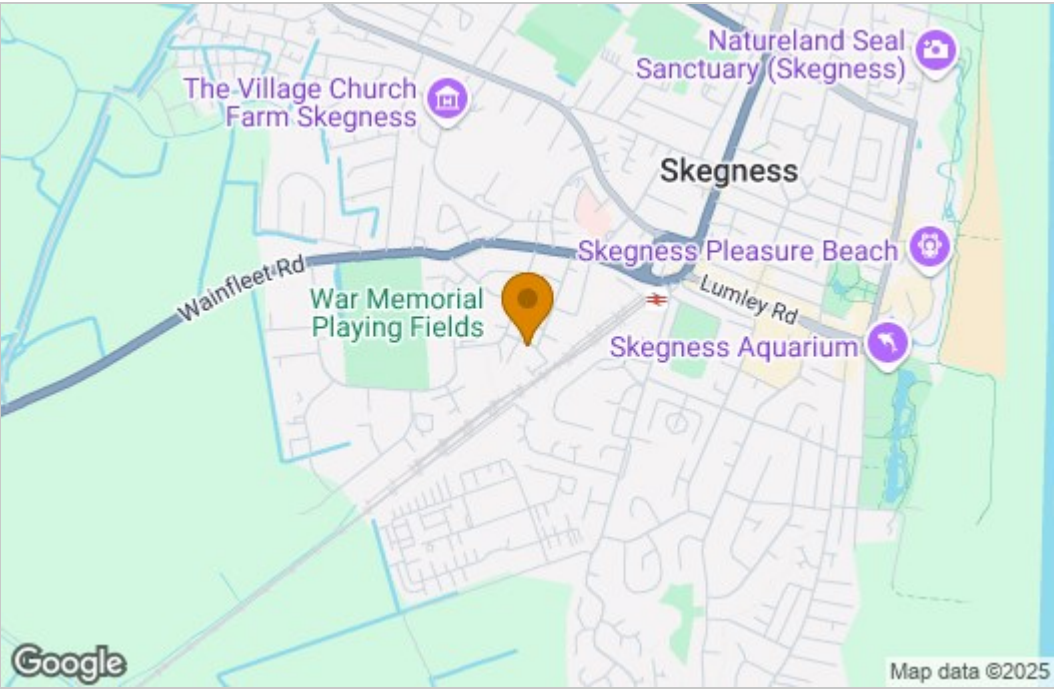 Natureland Seal
Sanctuary (Skegness)
The Village Church
Farm Skegness
Skegness
Skegness Pleasure Beach
Wainfleet Rd
Lumley Rd
War Memorial
Playing Fields
Skegness Aquarium
Google
Map data ©2025